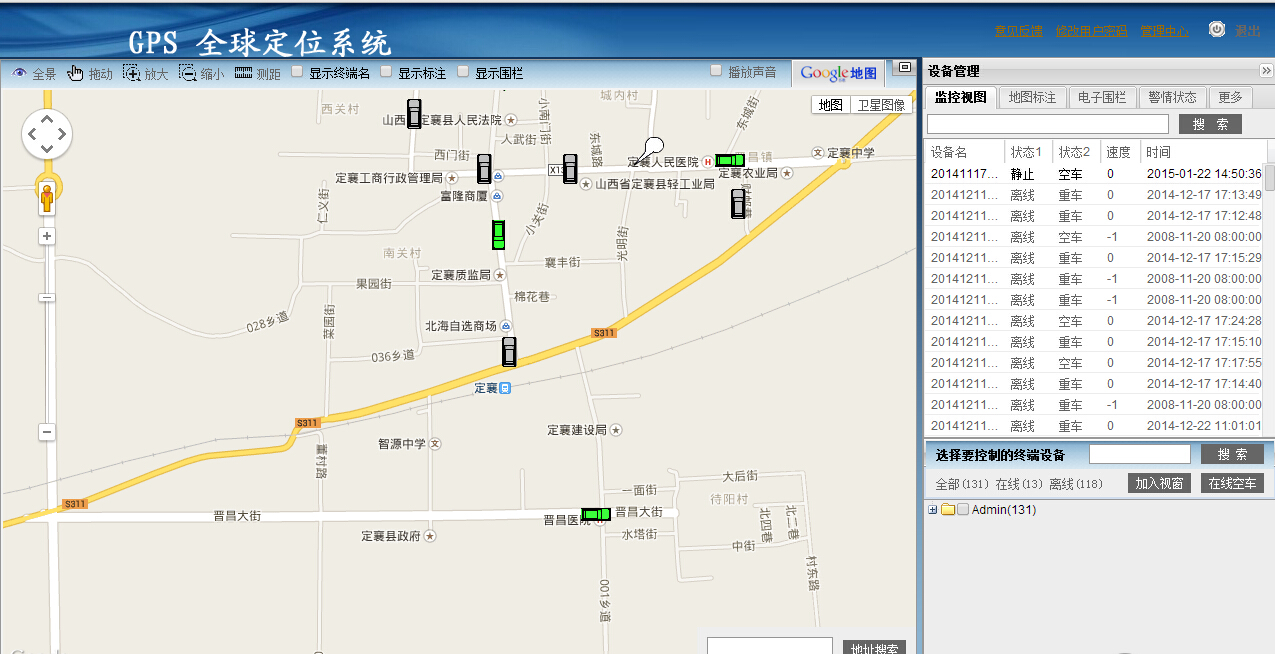 GPS 全球定位系统
意见反馈 修改用户密码 管理中心 退出
全景 拖动 放大 缩小 测距 显示终端名 显示标注 显示围栏 播放声音 Google地图
地图 卫星图像
西关村
城内村
小南门街
东城街
山西 定襄县人民法院
人武街
东城路
西门街
定襄人民医院 H
昌镇
文 定襄中学
定襄工商行政管理局
X13
山西省定襄县轻工业局
定襄农业局
富隆商厦
仁义街
小关街
光明街
南关村
襄丰街
定襄质监局
果园街
棉花巷
028乡道
菜园街
北海自选商场
S311
036乡道
定襄
S311
定襄建设局
智源中学 文
董村路
大后街
一面街
待阳村
S311
晋昌大街
晋昌医院
晋昌大街
北四巷
北二巷
定襄县政府
水塔街
中街
村东路
001乡道
地址搜索
设备管理
监控视图 地图标注 电子围栏 警情状态 更多
搜 索
设备名 状态1 状态2 速度 时间
20141117... 静止 空车 0 2015-01-22 14:50:36
20141211... 离线 重车 0 2014-12-17 17:13:49
20141211... 离线 重车 0 2014-12-17 17:12:48
20141211... 离线 空车 -1 2008-11-20 08:00:00
20141211... 离线 重车 0 2014-12-17 17:15:29
20141211... 离线 重车 -1 2008-11-20 08:00:00
20141211... 离线 重车 -1 2008-11-20 08:00:00
20141211... 离线 空车 0 2014-12-17 17:24:28
20141211... 离线 重车 0 2014-12-17 17:15:10
20141211... 离线 空车 0 2014-12-17 17:17:55
20141211... 离线 重车 0 2014-12-17 17:14:40
20141211... 离线 重车 -1 2008-11-20 08:00:00
20141211... 离线 重车 0 2014-12-22 11:01:01
选择要控制的终端设备 搜 索
全部(131) 在线(13) 离线(118) 加入视窗 在线空车
Admin(131)